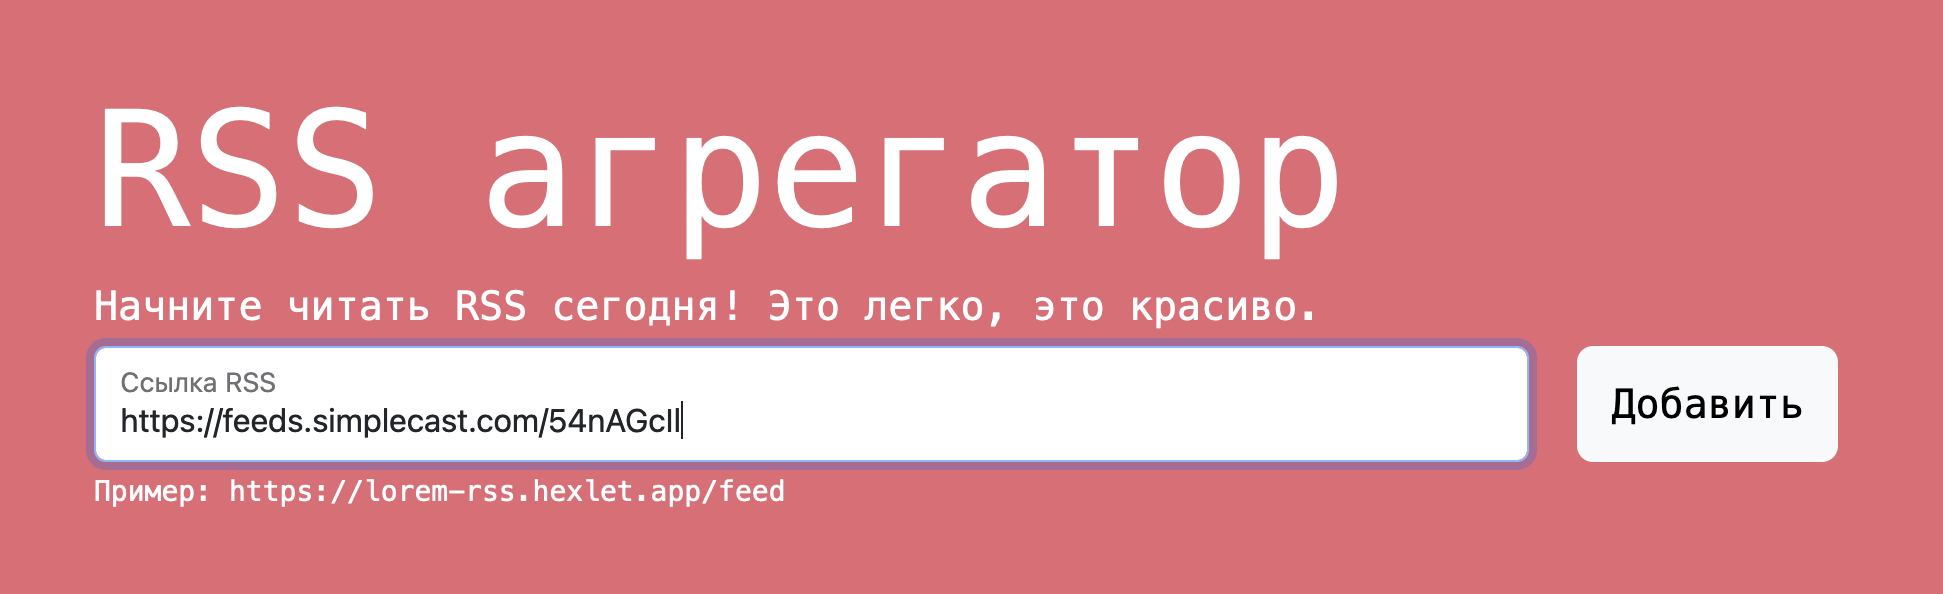 RSS агрегатор
Начните читать RSS сегодня! Это легко, это красиво.
Ссылка RSS
https://feeds.simplecast.com/54nAGcIl
Добавить
Пример: https://lorem-rss.hexlet.app/feed